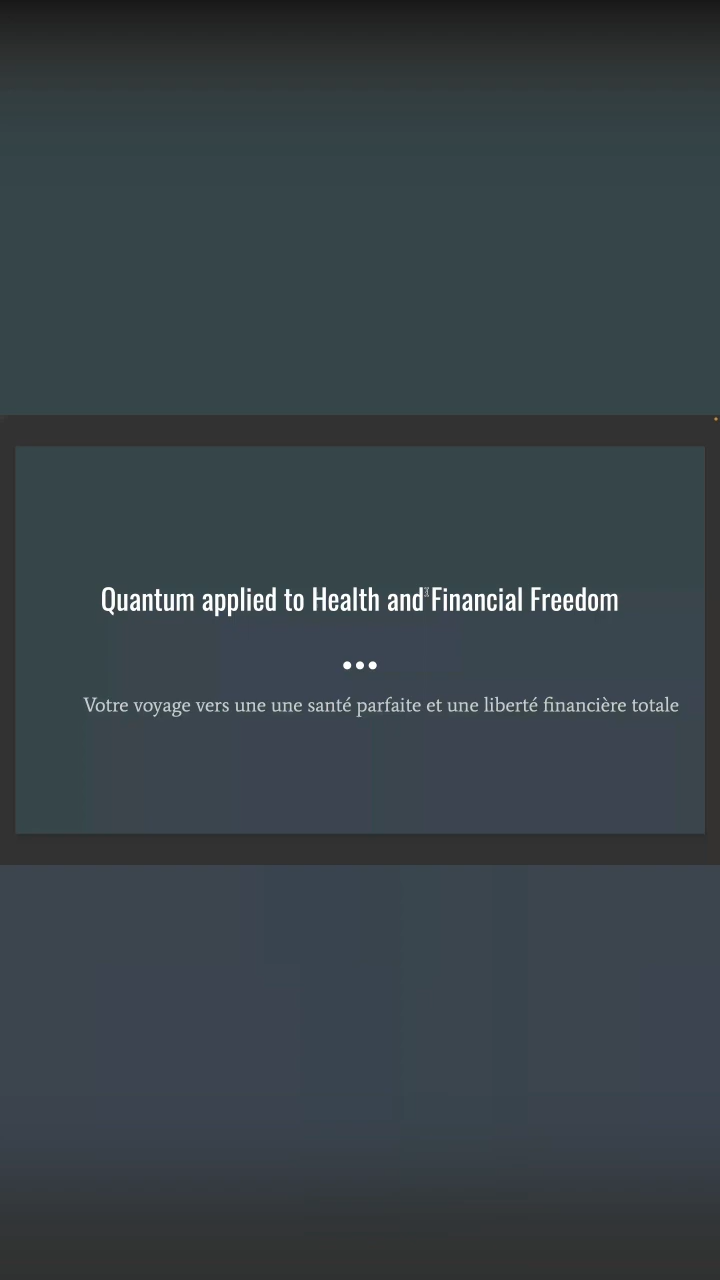 Quantum applied to Health and Financial Freedom
Votre voyage vers une une santé parfaite et une liberté financière totale